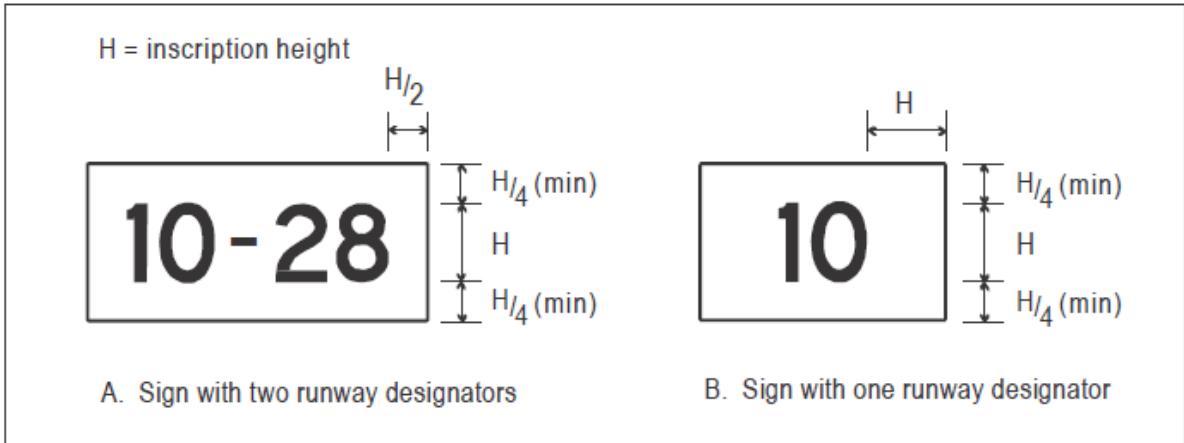 H = inscription height
H/2
H
10-28
H/4 (min)
H
H/4 (min)
10
H/4 (min)
H
H/4 (min)
A. Sign with two runway designators
B. Sign with one runway designator